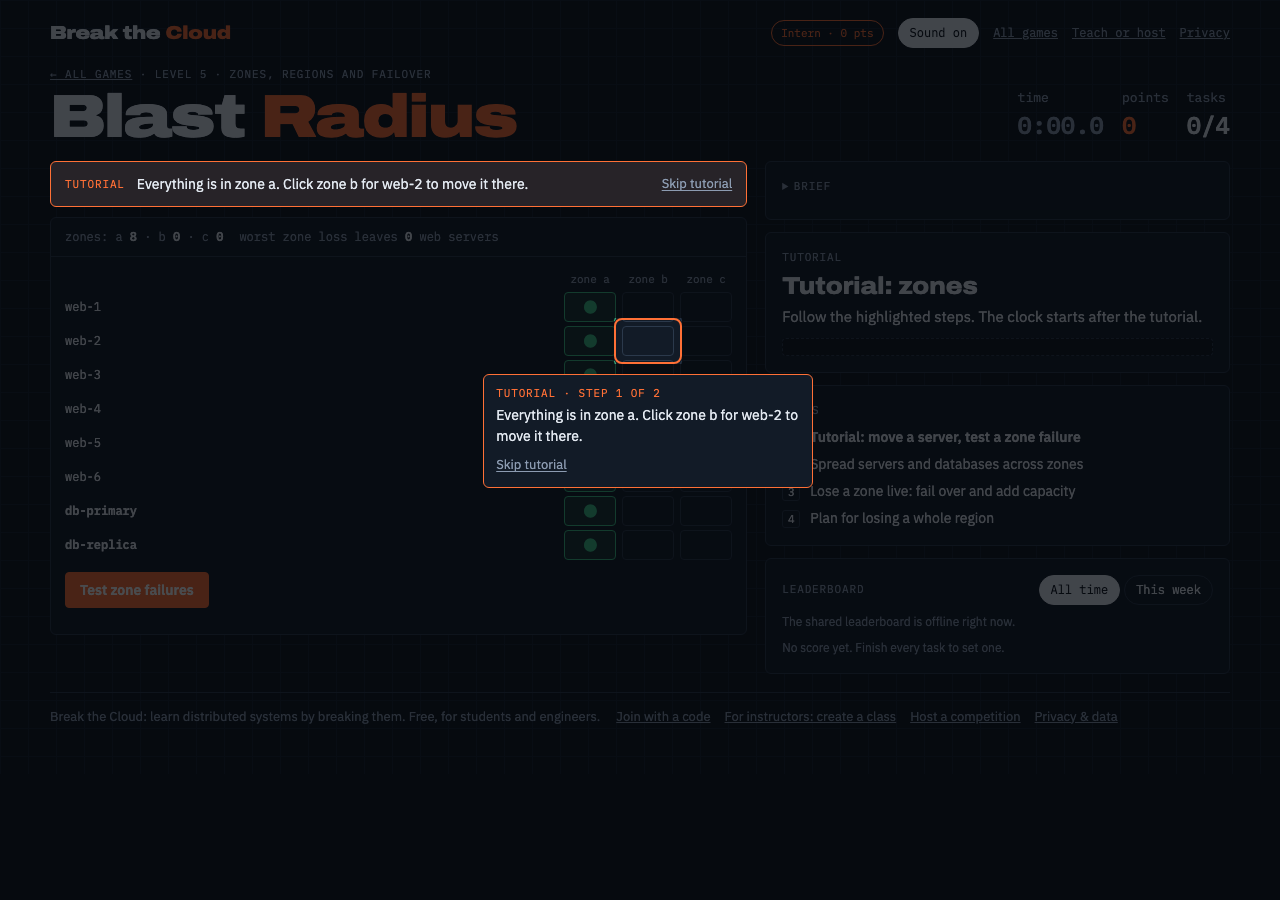 Break the Cloud
Intern · 0 pts
Sound on
All games
Teach or host
Privacy
← ALL GAMES · LEVEL 5 · ZONES, REGIONS AND FAILOVER
Blast Radius
time
points
tasks
0:00.0
0
0/4
TUTORIAL Everything is in zone a. Click zone b for web-2 to move it there.
Skip tutorial
zones: a 8 · b 0 · c 0 worst zone loss leaves 0 web servers
zone a zone b zone c
web-1
web-2
web-3
web-4
web-5
web-6
db-primary
db-replica
TUTORIAL · STEP 1 OF 2
Everything is in zone a. Click zone b for web-2 to
move it there.
Skip tutorial
Test zone failures
▶ BRIEF
TUTORIAL
Tutorial: zones
Follow the highlighted steps. The clock starts after the tutorial.
Tutorial: move a server, test a zone failure
Spread servers and databases across zones
3 Lose a zone live: fail over and add capacity
4 Plan for losing a whole region
LEADERBOARD
All time
This week
The shared leaderboard is offline right now.
No score yet. Finish every task to set one.
Break the Cloud: learn distributed systems by breaking them. Free, for students and engineers.
Join with a code
For instructors: create a class
Host a competition
Privacy & data